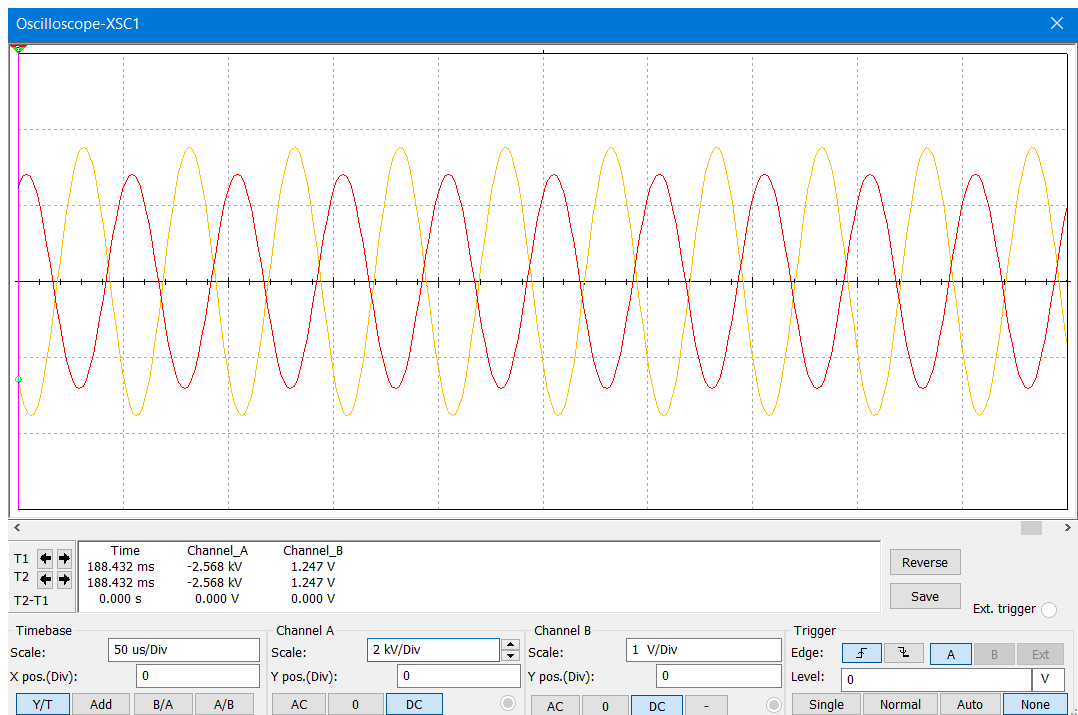 Oscilloscope-XSC1
T1
T2
T2-T1
Time Channel_A Channel_B
188.432 ms -2.568 kV 1.247 V
188.432 ms -2.568 kV 1.247 V
0.000 s 0.000 V 0.000 V
Reverse
Save
Ext. trigger
Timebase
Scale: 50 us/Div
X pos.(Div): 0
Y/T Add B/A A/B
Channel A
Scale: 2 kV/Div
Y pos.(Div): 0
AC 0 DC
Channel B
Scale: 1 V/Div
Y pos.(Div): 0
AC 0 DC -
Trigger
Edge: A B Ext
Level: 0 V
Single Normal Auto None